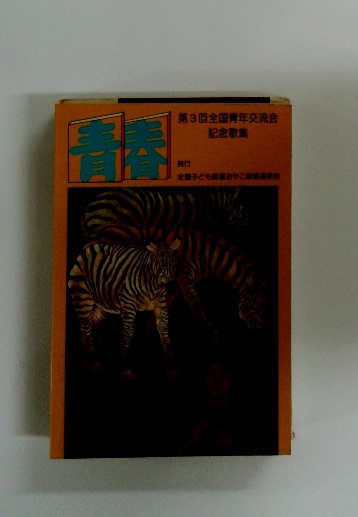 青春
第3回全国青年交流会
記念歌集
発行
全国子ども劇場おやこ劇場連絡会